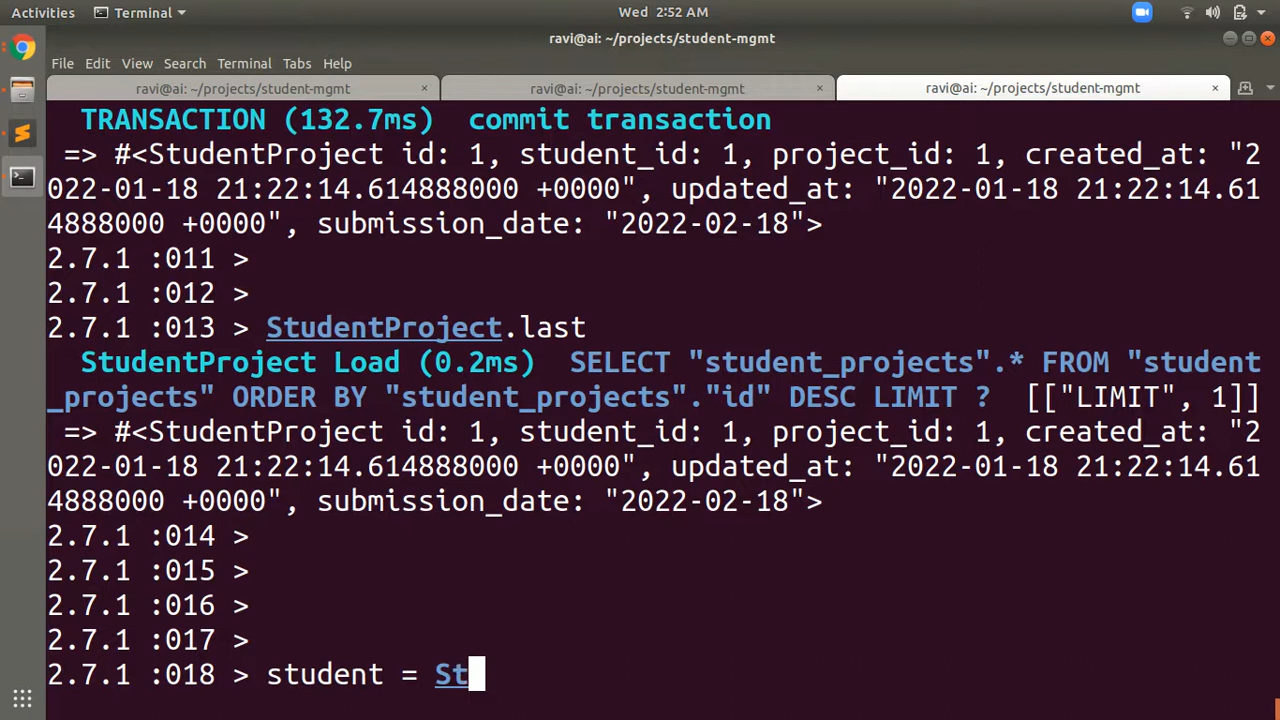 Activities Terminal Wed 2:52 AM
ravi@ai: ~/projects/student-mgmt
File Edit View Search Terminal Tabs Help
ravi@ai: ~/projects/student-mgmt × ravi@ai: ~/projects/student-mgmt × ravi@ai: ~/projects/student-mgmt ×
TRANSACTION (132.7ms)  commit transaction
=> #<StudentProject id: 1, student_id: 1, project_id: 1, created_at: "2
022-01-18 21:22:14.614888000 +0000", updated_at: "2022-01-18 21:22:14.61
4888000 +0000", submission_date: "2022-02-18">
2.7.1 :011 >
2.7.1 :012 >
2.7.1 :013 > StudentProject.last
StudentProject Load (0.2ms)  SELECT "student_projects".* FROM "student
_projects" ORDER BY "student_projects"."id" DESC LIMIT ?  [["LIMIT", 1]]
=> #<StudentProject id: 1, student_id: 1, project_id: 1, created_at: "2
022-01-18 21:22:14.614888000 +0000", updated_at: "2022-01-18 21:22:14.61
4888000 +0000", submission_date: "2022-02-18">
2.7.1 :014 >
2.7.1 :015 >
2.7.1 :016 >
2.7.1 :017 >
2.7.1 :018 > student = St